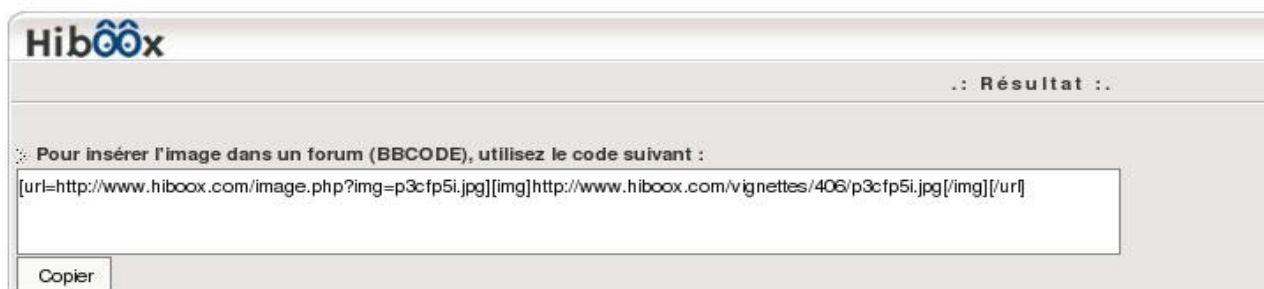 Hiboox
.: Résultat :.
Pour insérer l'image dans un forum (BBCODE), utilisez le code suivant :
[url=http://www.hiboox.com/image.php?img=p3cfp5i.jpg][img]http://www.hiboox.com/vignettes/406/p3cfp5i.jpg[/img][/url]
Copier